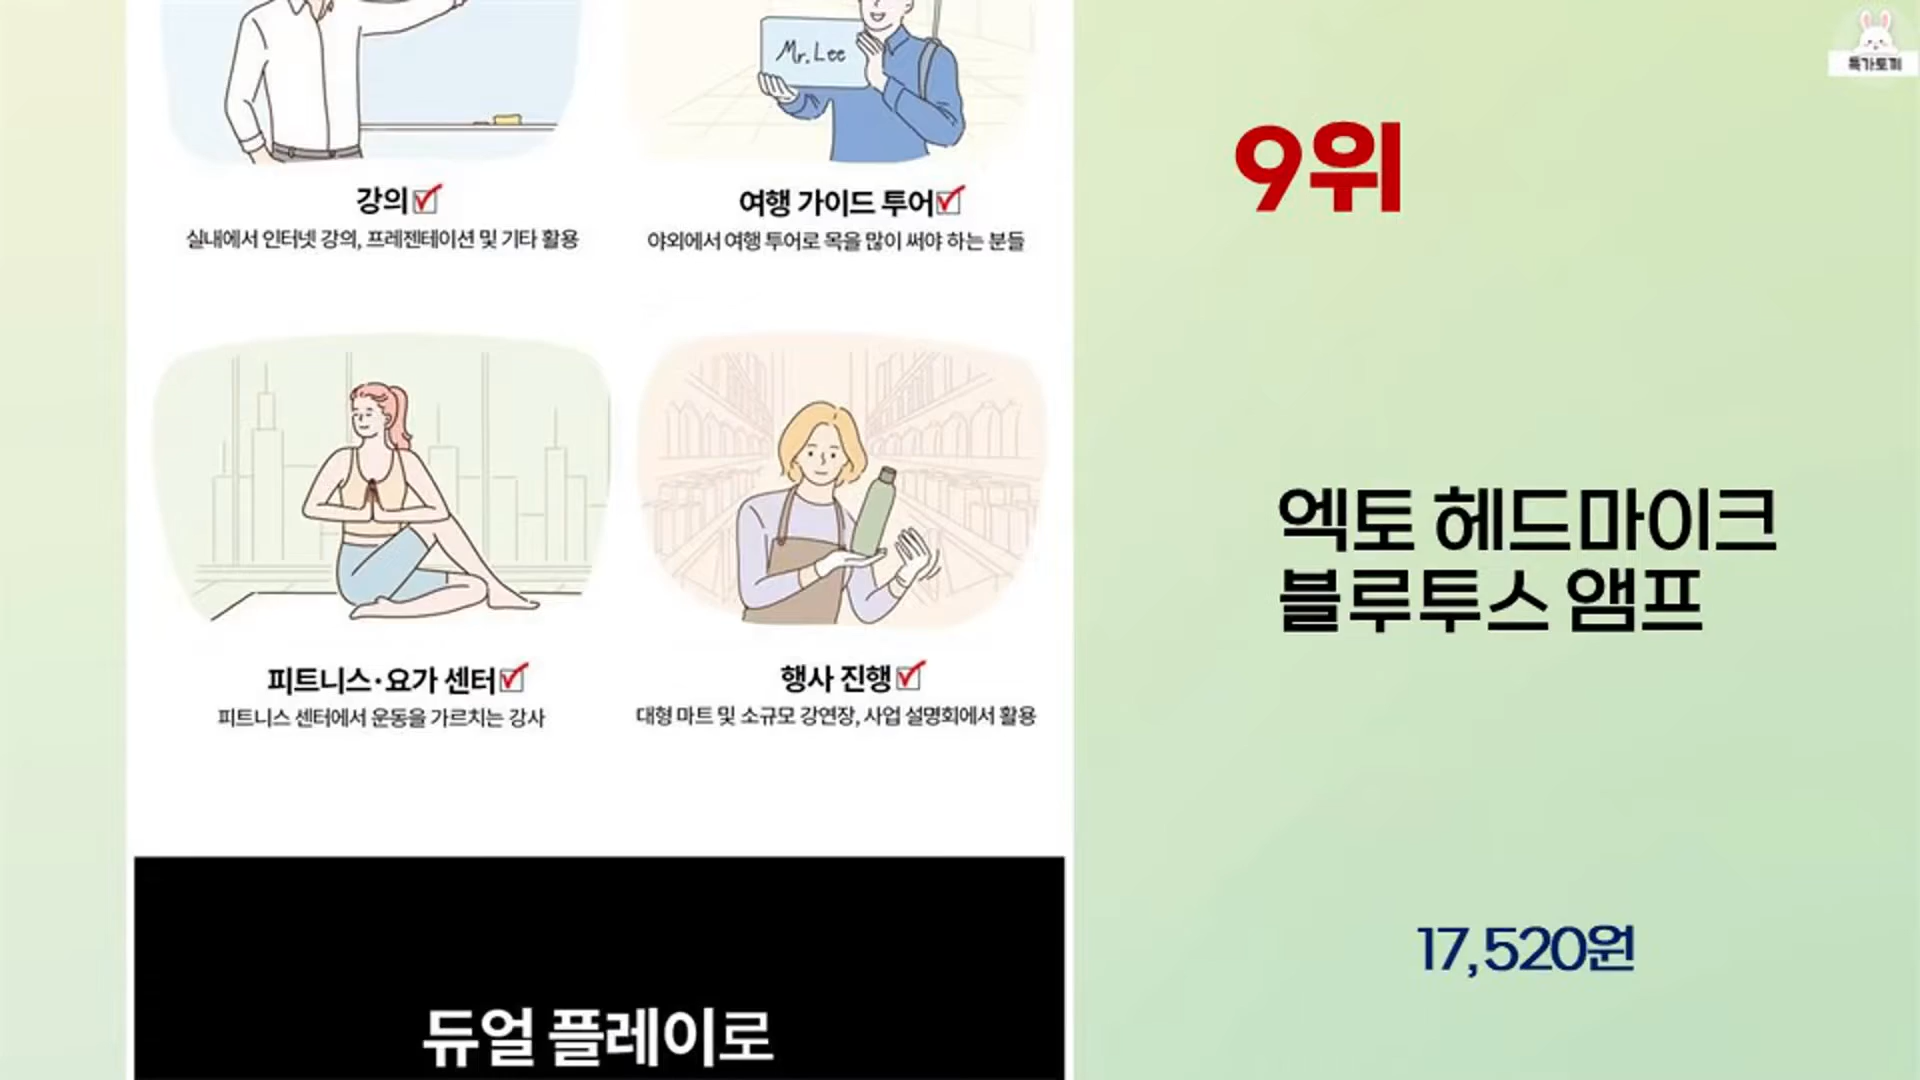 Mr. Lee
강의
실내에서 인터넷 강의, 프레젠테이션 및 기타 활용
여행 가이드 투어
야외에서 여행 투어로 목을 많이 써야 하는 분들
피트니스·요가 센터
피트니스 센터에서 운동을 가르치는 강사
행사 진행
대형 마트 및 소규모 강연장, 사업 설명회에서 활용
듀얼 플레이로
특가토끼
9위
엑토 헤드마이크
블루투스 앰프
17,520원